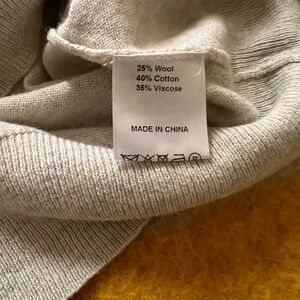 25% Wool
40% Cotton
35% Viscose
MADE IN CHINA